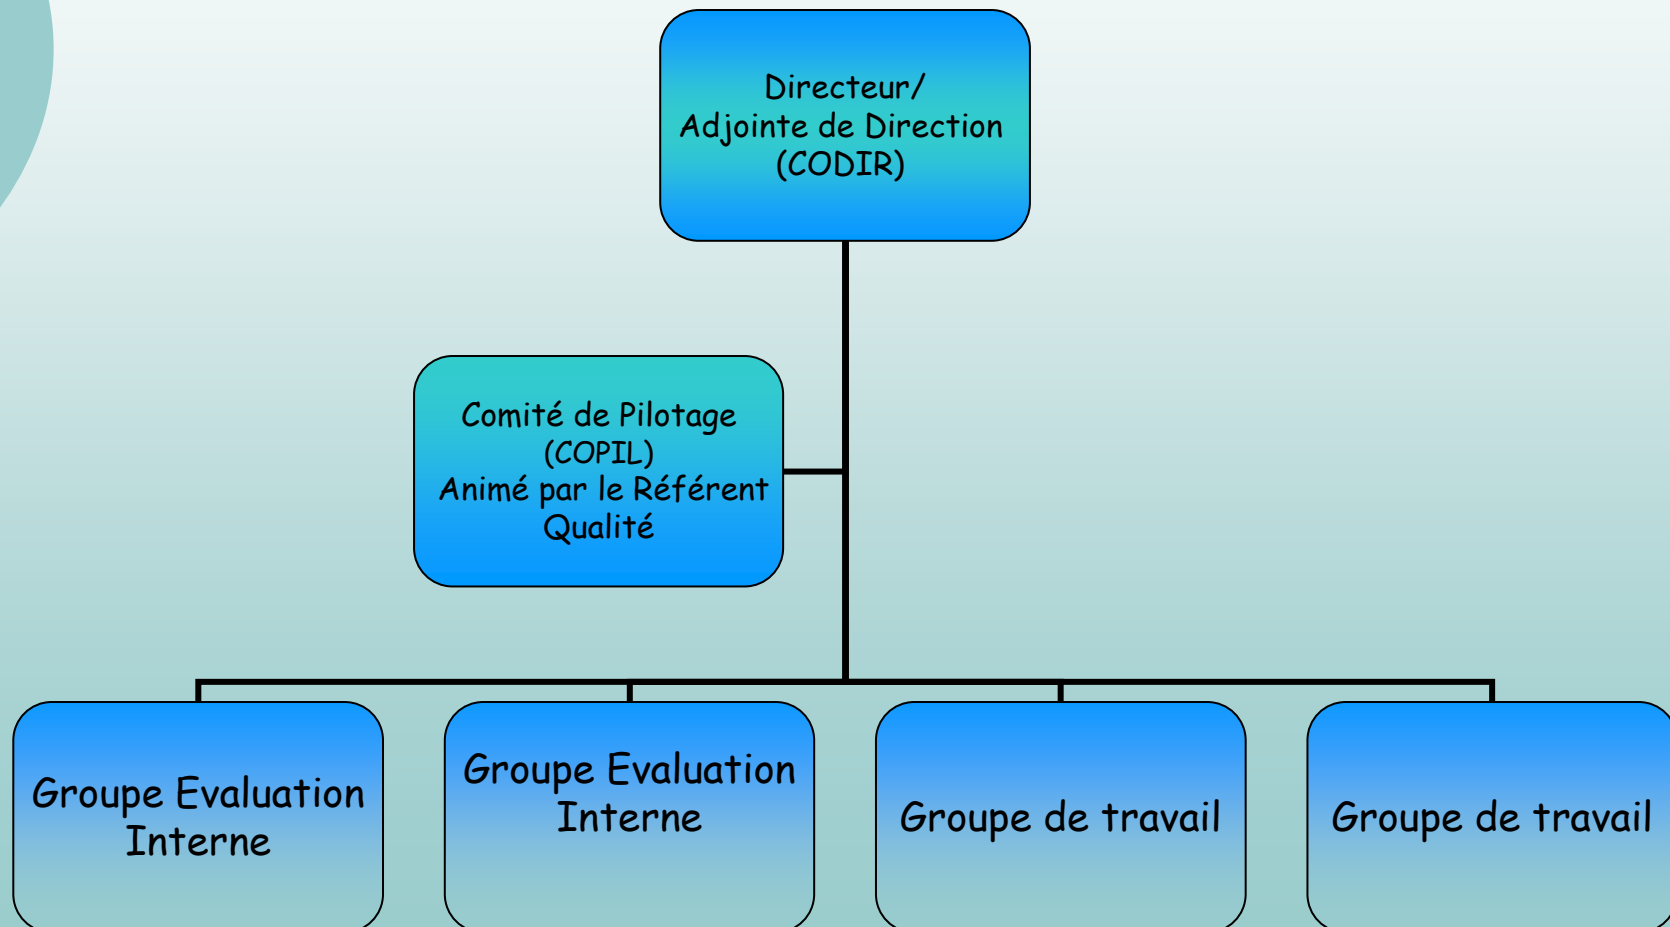 Directeur/
Adjointe de Direction
(CODIR)
Comité de Pilotage
(COPIL)
Animé par le Référent
Qualité
Groupe Evaluation
Interne
Groupe Evaluation
Interne
Groupe de travail
Groupe de travail